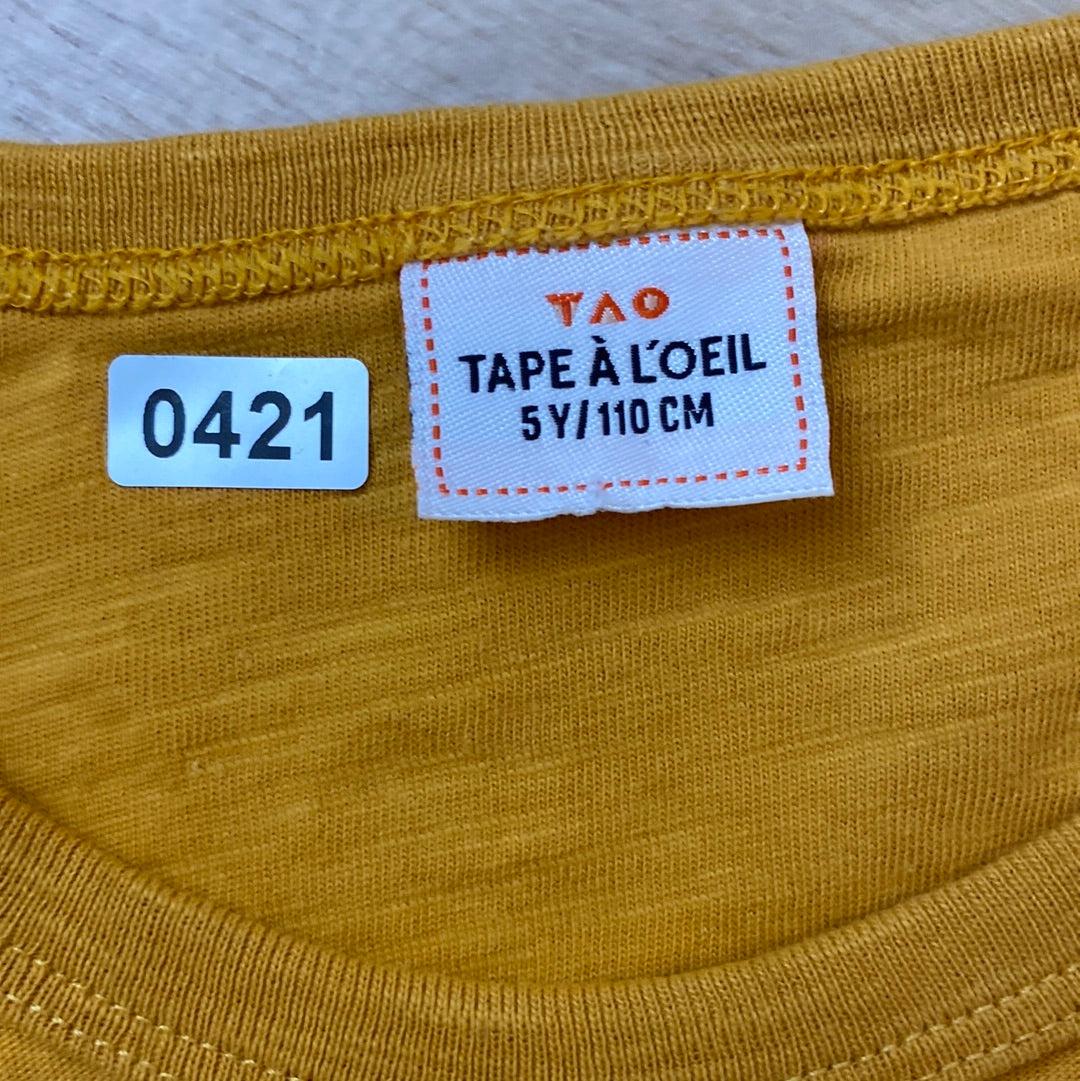 TAO
TAPE À L'OEIL
5 Y/110 CM
0421